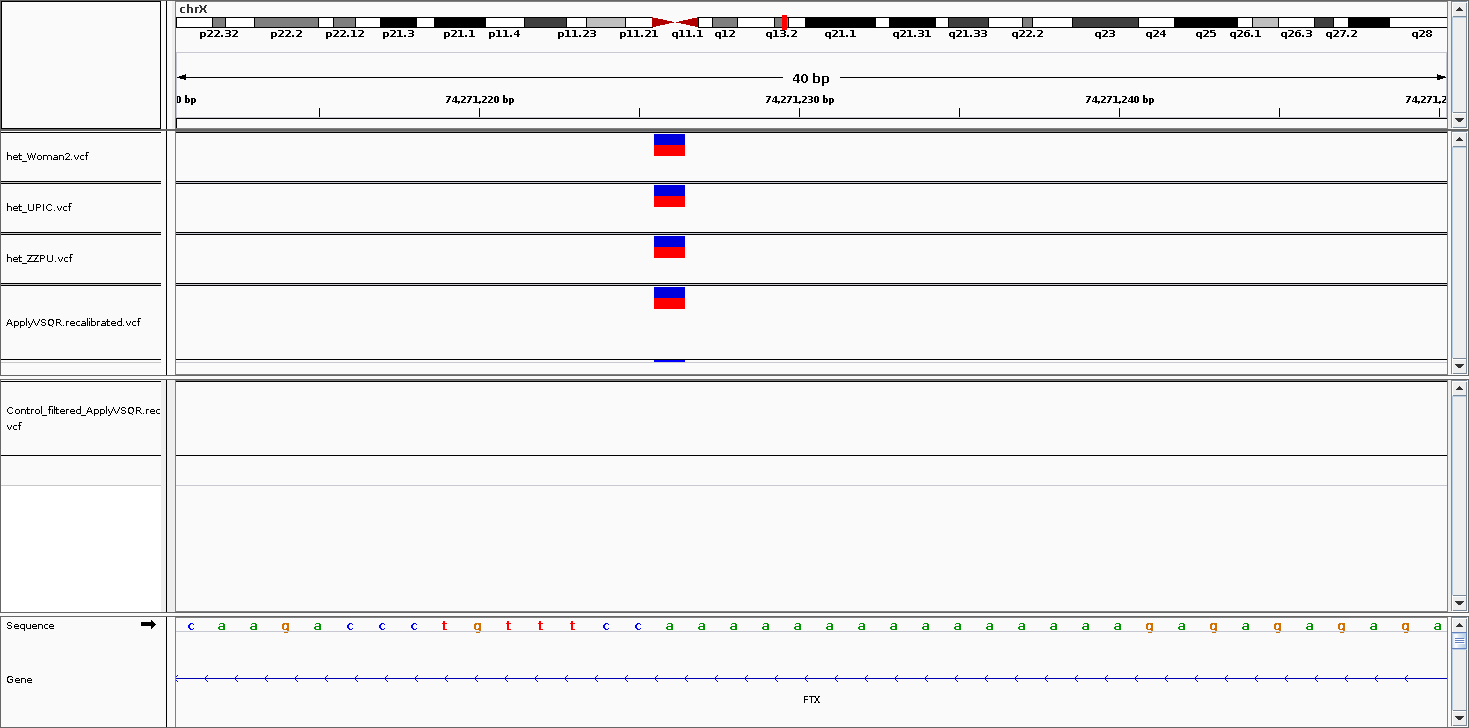 chrX
p22.32 p22.2 p22.12 p21.3 p21.1 p11.4 p11.23 p11.21 q11.1 q12 q13.2 q21.1 q21.31 q21.33 q22.2 q23 q24 q25 q26.1 q26.3 q27.2 q28
40 bp
0 bp 74,271,220 bp 74,271,230 bp 74,271,240 bp 74,271,2
het_Woman2.vcf
het_UPIC.vcf
het_ZZPU.vcf
ApplyVSQR.recalibrated.vcf
Control_filtered_ApplyVSQR.rec
vcf
Sequence c a a g a c c c t g t t t c c a a a a a a a a a a a a a a a g a g a g a g a g a
Gene
FTX